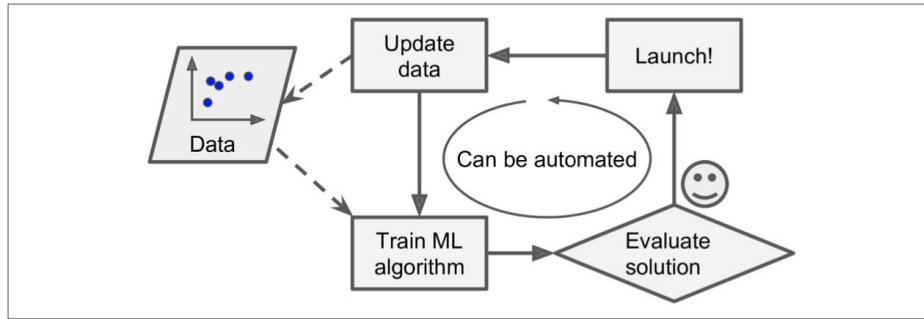 Update
data
Launch!
Data
Can be automated
Train ML
algorithm
Evaluate
solution